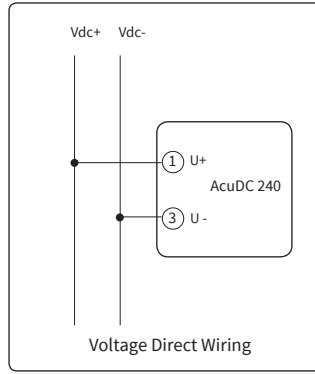 Vdc+ Vdc-
1 U+
AcuDC 240
3 U -
Voltage Direct Wiring